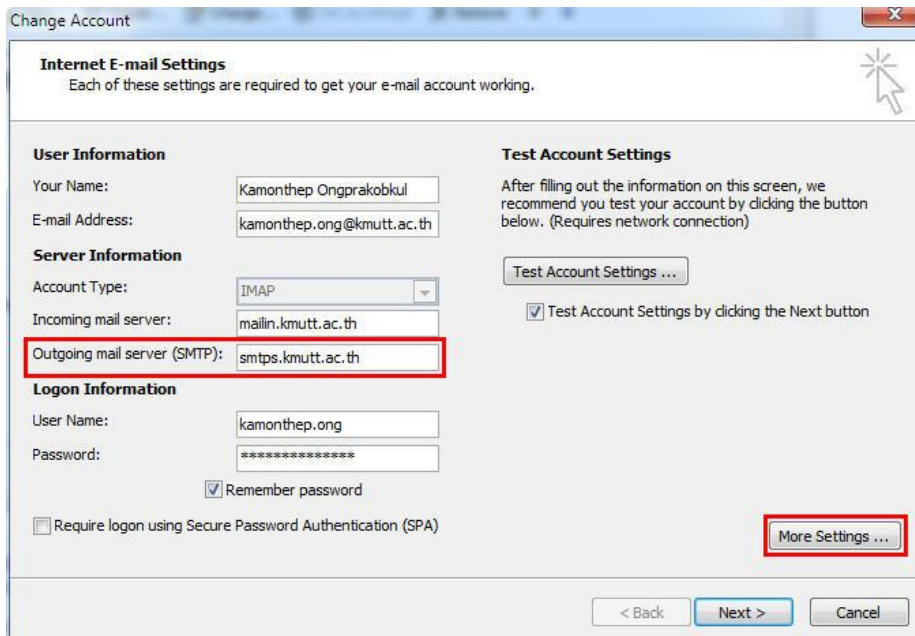 Change Account
Internet E-mail Settings
Each of these settings are required to get your e-mail account working.
User Information
Your Name:
Kamonthep Ongprakobkul
E-mail Address:
kamonthep.ong@kmutt.ac.th
Server Information
Account Type:
IMAP
Incoming mail server:
mailin.kmutt.ac.th
Outgoing mail server (SMTP):
smtps.kmutt.ac.th
Logon Information
User Name:
kamonthep.ong
Password:
**************
Remember password
Require logon using Secure Password Authentication (SPA)
Test Account Settings
After filling out the information on this screen, we
recommend you test your account by clicking the button
below. (Requires network connection)
Test Account Settings ...
Test Account Settings by clicking the Next button
More Settings ...
< Back
Next >
Cancel